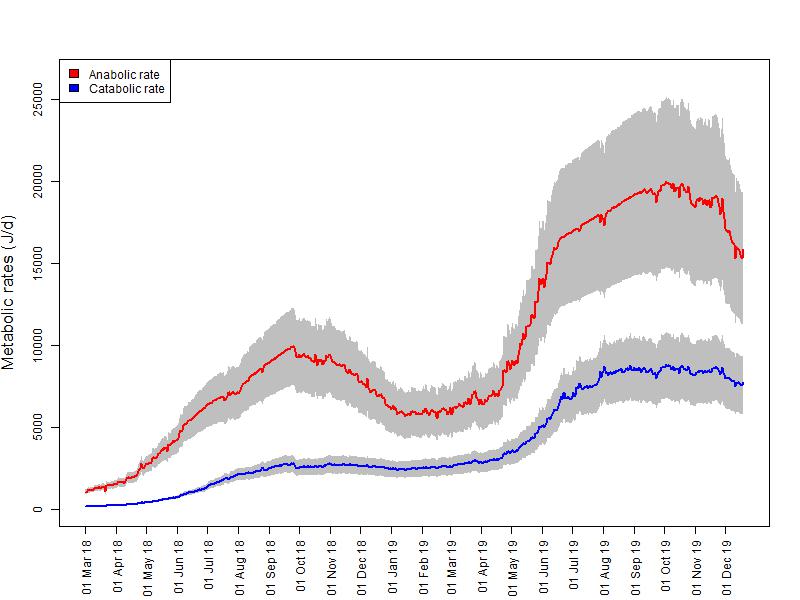 Anabolic rate
Catabolic rate
Metabolic rates (J/d)
25000
20000
15000
10000
5000
0
01 Mar 18
01 Apr 18
01 May 18
01 Jun 18
01 Jul 18
01 Aug 18
01 Sep 18
01 Oct 18
01 Nov 18
01 Dec 18
01 Jan 19
01 Feb 19
01 Mar 19
01 Apr 19
01 May 19
01 Jun 19
01 Jul 19
01 Aug 19
01 Sep 19
01 Oct 19
01 Nov 19
01 Dec 19